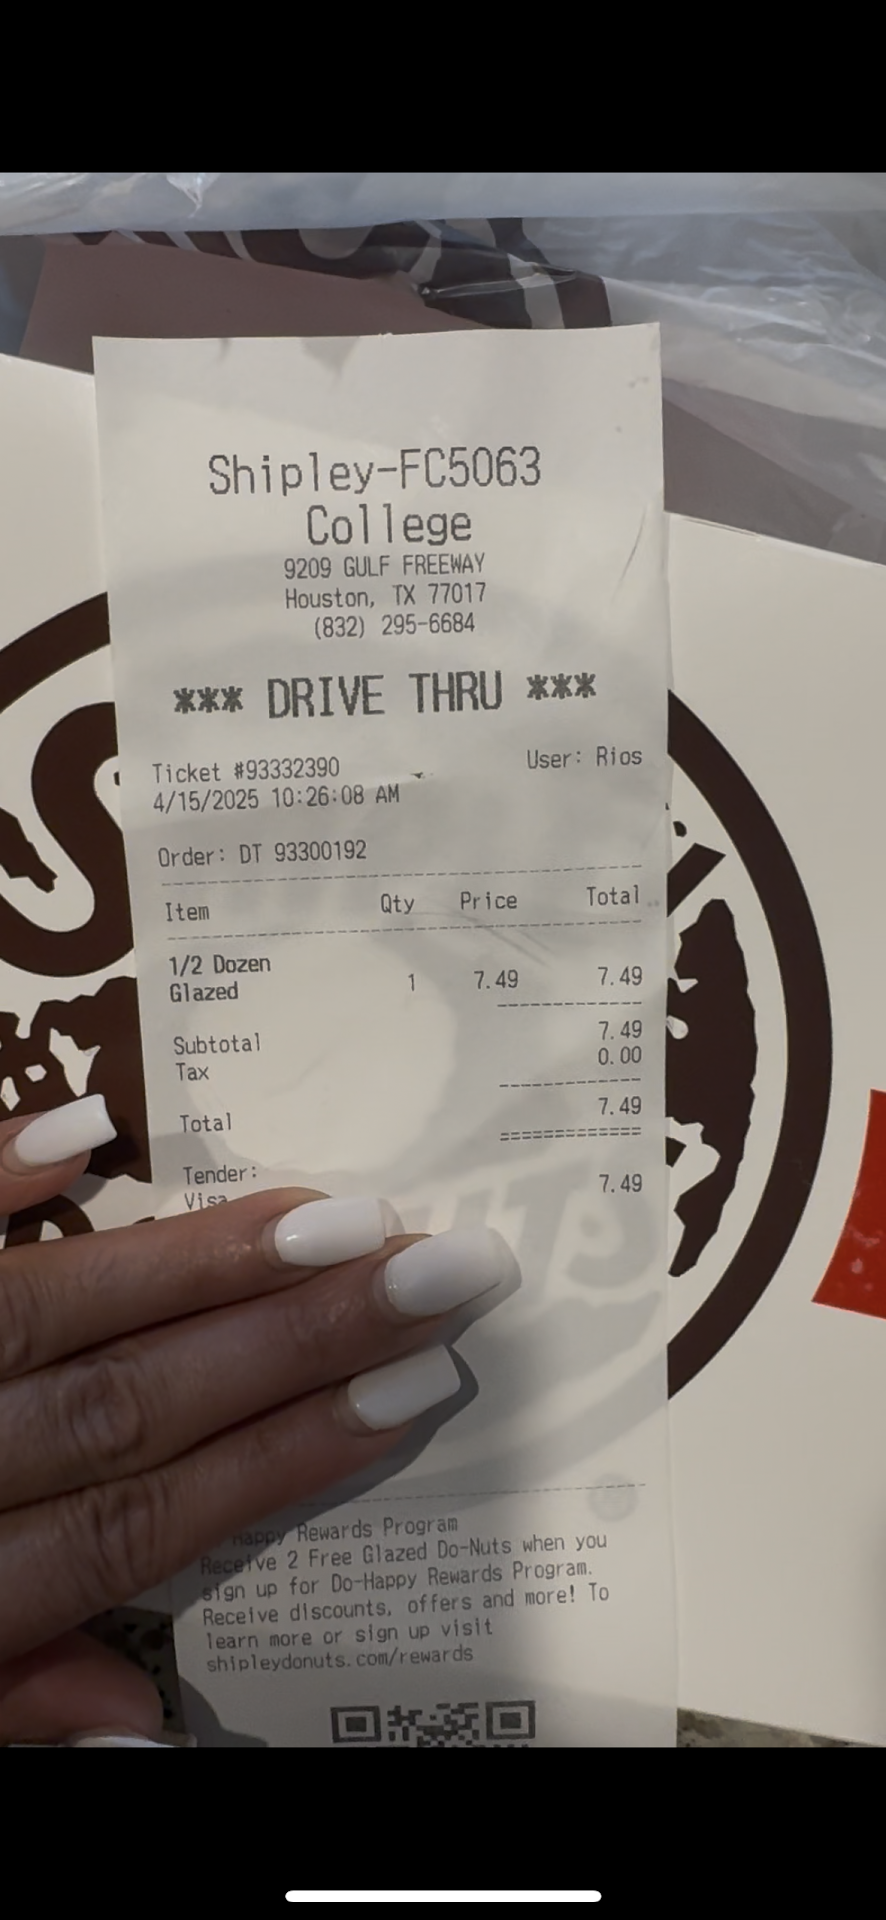 Shipley-FC5063
College
9209 GULF FREEWAY
Houston, TX 77017
(832) 295-6684
*** DRIVE THRU ***
Ticket #93332390 User: Rios
4/15/2025 10:26:08 AM
Order: DT 93300192
Item Qty Price Total
1/2 Dozen
Glazed 1 7.49 7.49
Subtotal 7.49
Tax 0.00
Total 7.49
Tender:
Visa 7.49
Happy Rewards Program
Receive 2 Free Glazed Do-Nuts when you
sign up for Do-Happy Rewards Program.
Receive discounts, offers and more! To
learn more or sign up visit
shipleydonuts.com/rewards